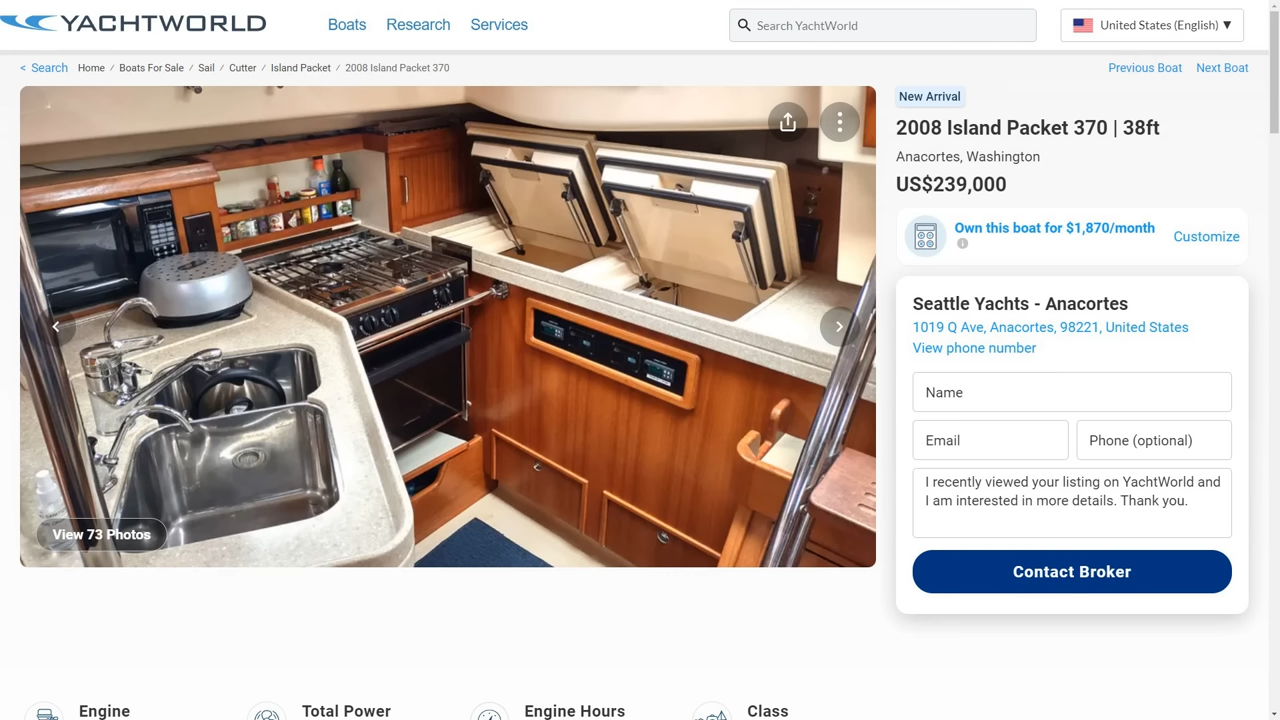 YACHTWORLD
Boats
Research
Services
Search YachtWorld
United States (English) ▼
< Search
Home / Boats For Sale / Sail / Cutter / Island Packet / 2008 Island Packet 370
Previous Boat
Next Boat
New Arrival
2008 Island Packet 370 | 38ft
Anacortes, Washington
US$239,000
Own this boat for $1,870/month
Customize
Seattle Yachts - Anacortes
1019 Q Ave, Anacortes, 98221, United States
View phone number
Name
Email
Phone (optional)
I recently viewed your listing on YachtWorld and
I am interested in more details. Thank you.
Contact Broker
View 73 Photos
Engine
Total Power
Engine Hours
Class